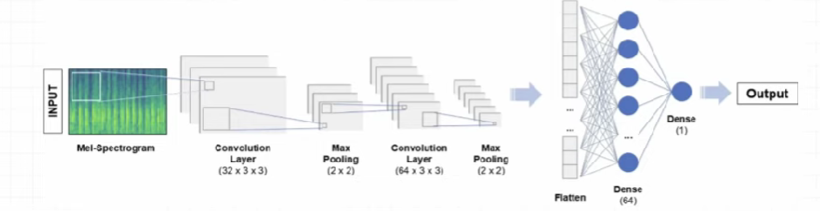 INPUT
Mel-Spectrogram
Convolution
Layer
(32 x 3 x 3)
Max
Pooling
(2 x 2)
Convolution
Layer
(64 x 3 x 3)
Max
Pooling
(2 x 2)
...
...
Flatten
...
Dense
(64)
Dense
(1)
Output